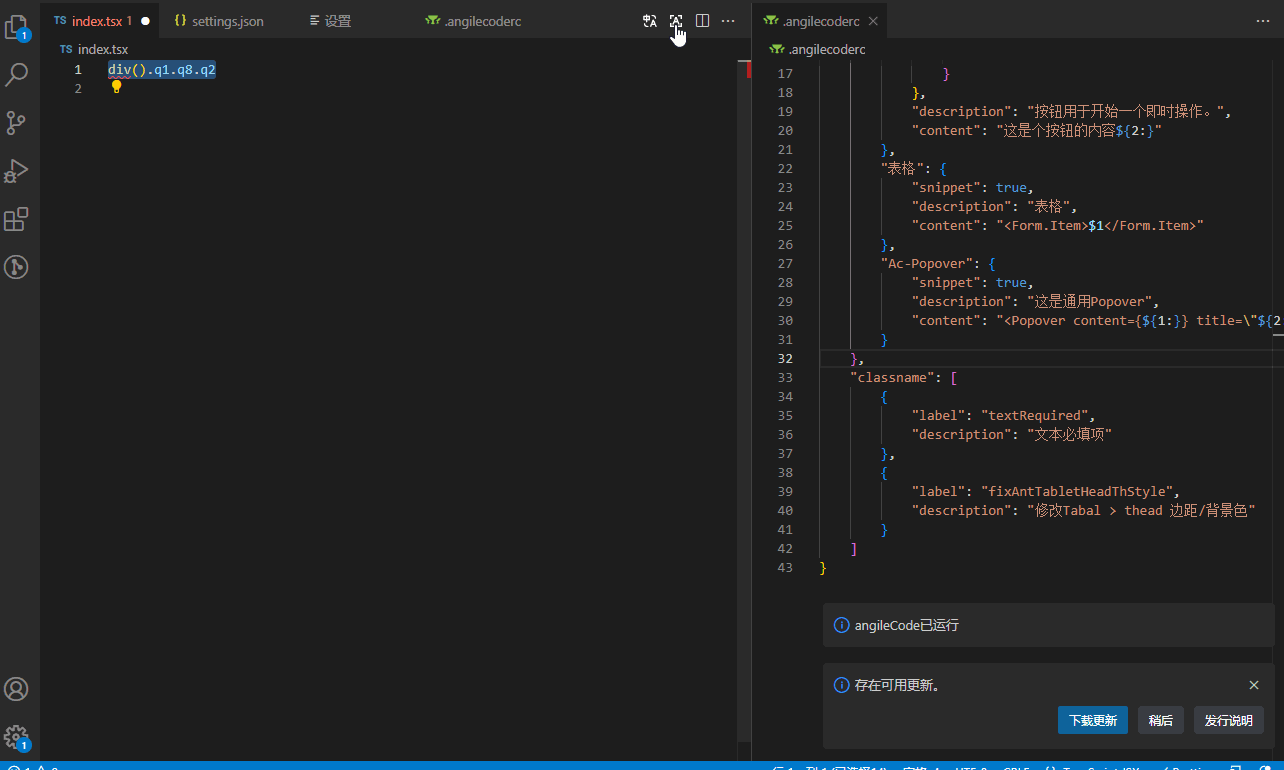 TS index.tsx 1
{} settings.json
设置
.angilecoderc
.angilecoderc
TS index.tsx
1 div().q1.q8.q2
2
.angilecoderc
17 }
18 },
19 "description": "按钮用于开始一个即时操作。",
20 "content": "这是个按钮的内容${2:}"
21 },
22 "表格": {
23 "snippet": true,
24 "description": "表格",
25 "content": "<Form.Item>$1</Form.Item>"
26 },
27 "Ac-Popover": {
28 "snippet": true,
29 "description": "这是通用Popover",
30 "content": "<Popover content={${1:}} title=\"${2
31 }
32 },
33 "classname": [
34 {
35 "label": "textRequired",
36 "description": "文本必填项"
37 },
38 {
39 "label": "fixAntTabletHeadThStyle",
40 "description": "修改Tabal > thead 边距/背景色"
41 }
42 ]
43 }
angileCode已运行
存在可用更新。
下载更新
稍后
发行说明
1
1